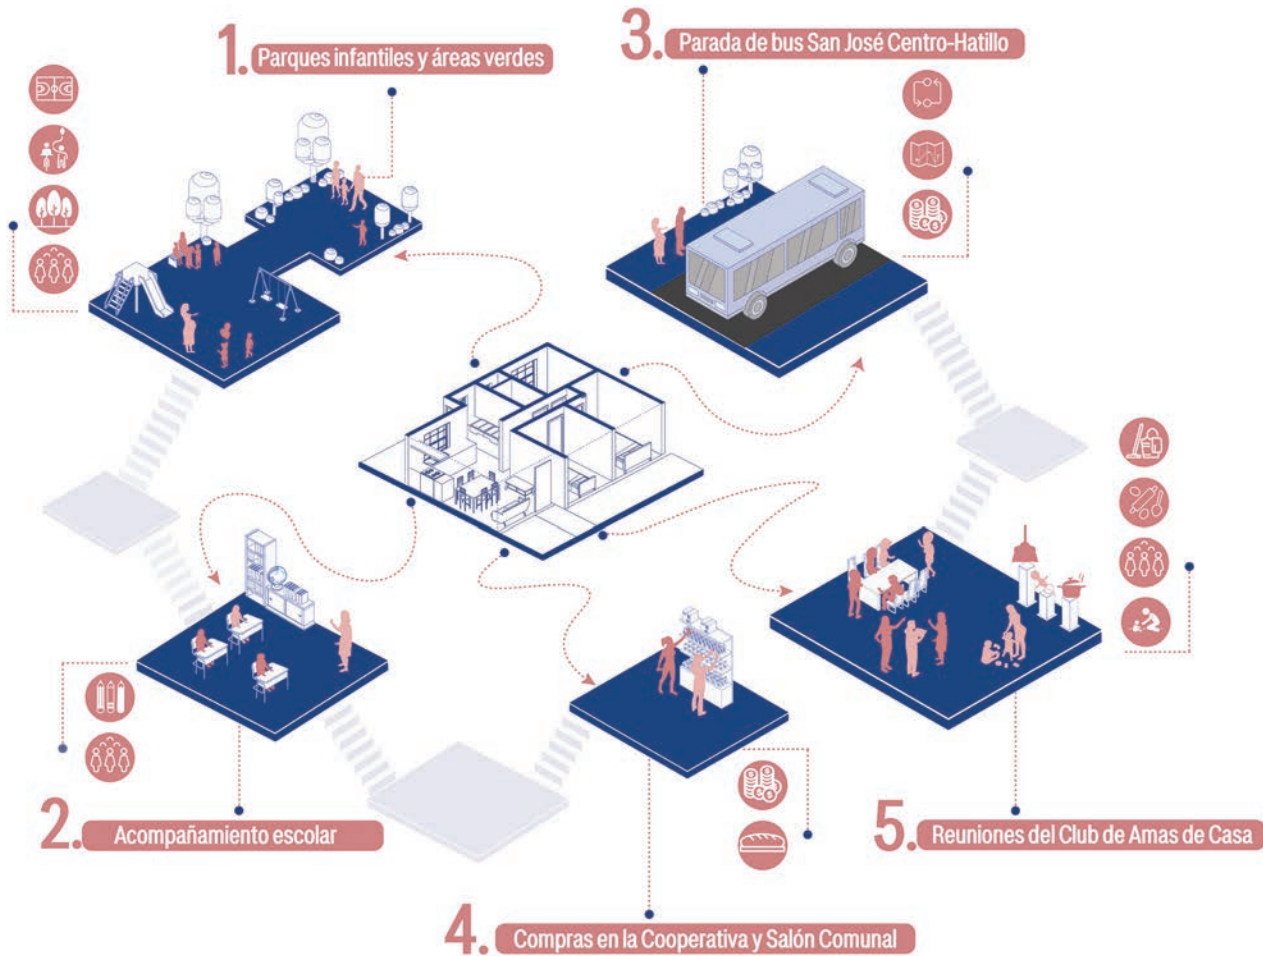 1. Parques infantiles y áreas verdes
3. Parada de bus San José Centro-Hatillo
2. Acompañamiento escolar
5. Reuniones del Club de Amas de Casa
4. Compras en la Cooperativa y Salón Comunal